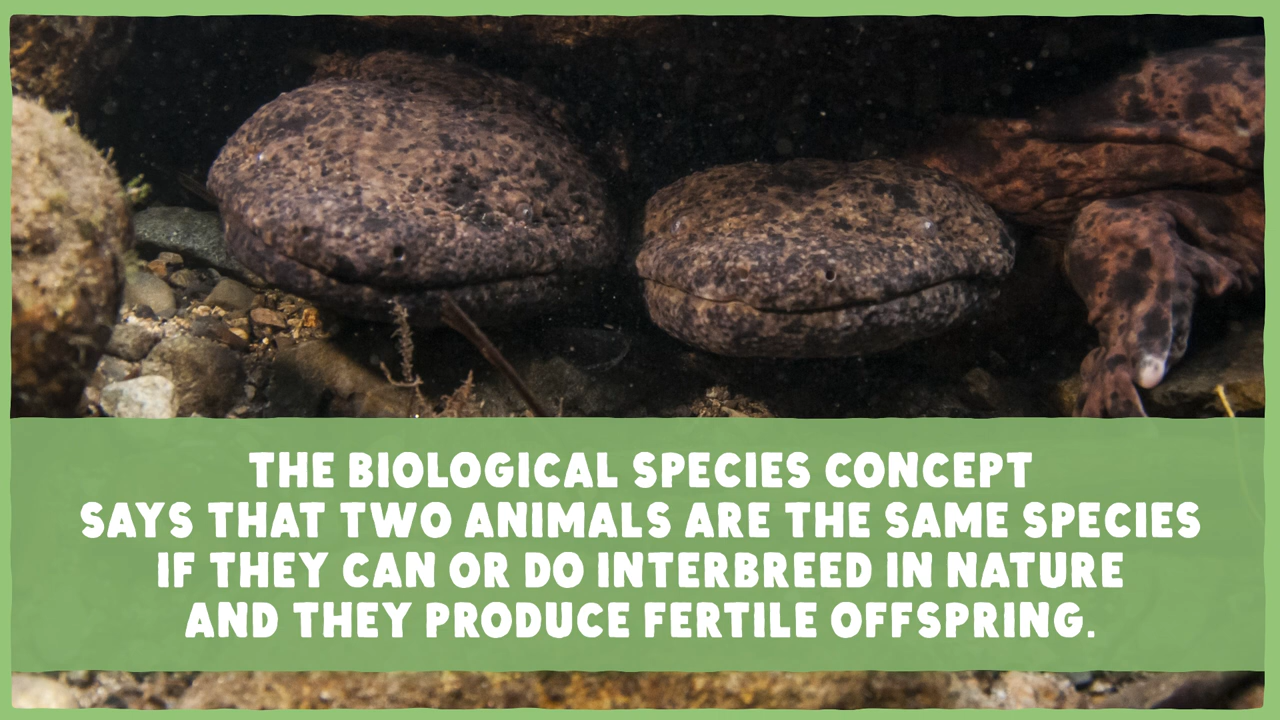 THE BIOLOGICAL SPECIES CONCEPT
SAYS THAT TWO ANIMALS ARE THE SAME SPECIES
IF THEY CAN OR DO INTERBREED IN NATURE
AND THEY PRODUCE FERTILE OFFSPRING.